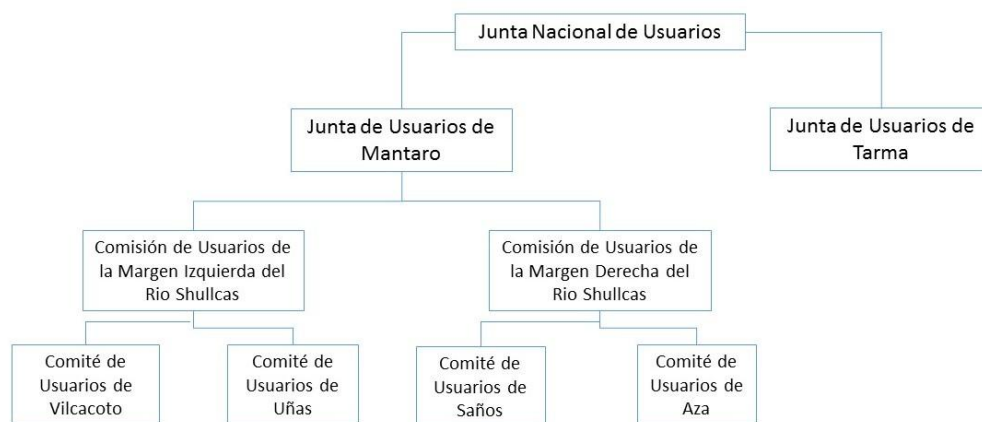 Junta Nacional de Usuarios
Junta de Usuarios de
Mantaro
Junta de Usuarios de
Tarma
Comisión de Usuarios de
la Margen Izquierda del
Rio Shullcas
Comisión de Usuarios de
la Margen Derecha del
Rio Shullcas
Comité de
Usuarios de
Vilcacoto
Comité de
Usuarios de
Uñas
Comité de
Usuarios de
Saños
Comité de
Usuarios de
Aza